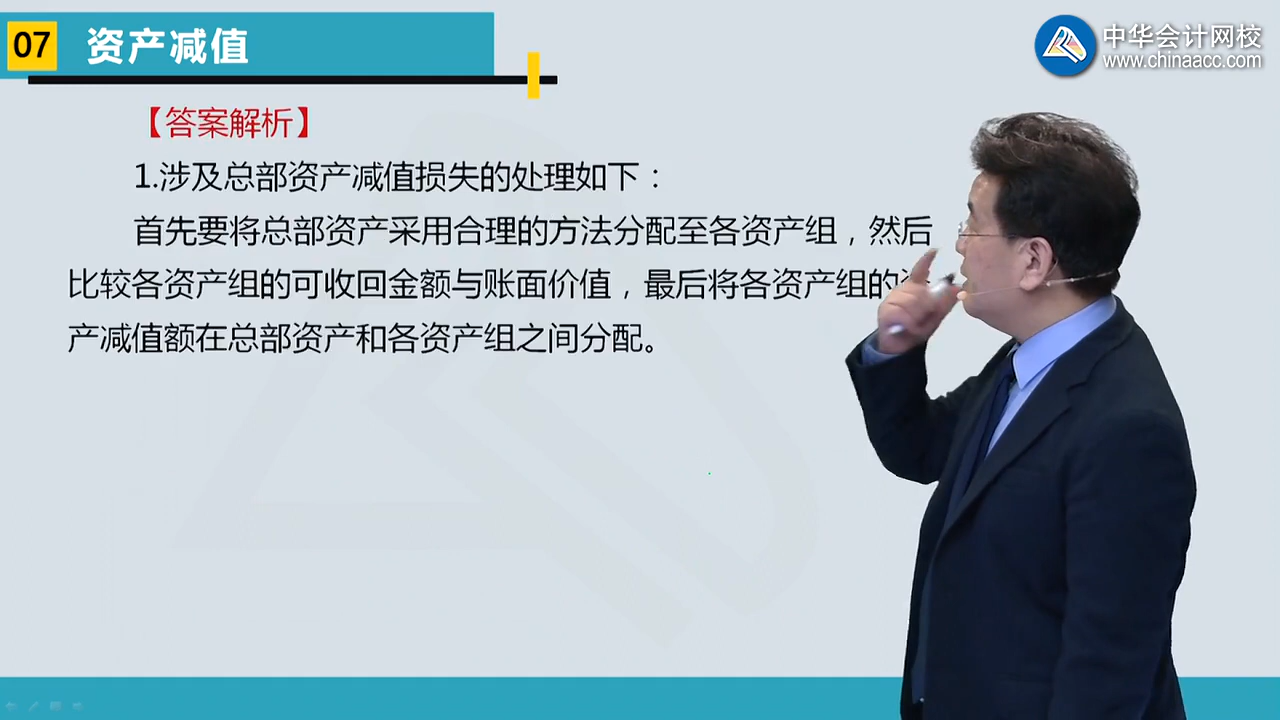 07 资产减值
中华会计网校
www.chinaacc.com
【答案解析】
1.涉及总部资产减值损失的处理如下：
首先要将总部资产采用合理的方法分配至各资产组，然后
比较各资产组的可收回金额与账面价值，最后将各资产组的资
产减值额在总部资产和各资产组之间分配。